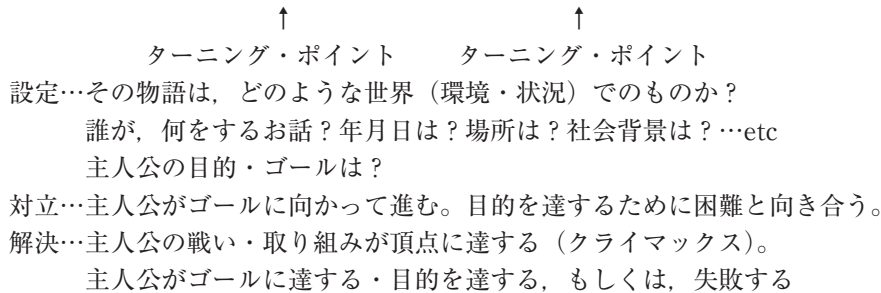 ↑ ↑
ターニング・ポイント ターニング・ポイント
設定…その物語は，どのような世界（環境・状況）でのものか？
誰が，何をするお話？年月日は？場所は？社会背景は？…etc
主人公の目的・ゴールは？
対立…主人公がゴールに向かって進む。目的を達するために困難と向き合う。
解決…主人公の戦い・取り組みが頂点に達する（クライマックス）。
主人公がゴールに達する・目的を達する，もしくは，失敗する